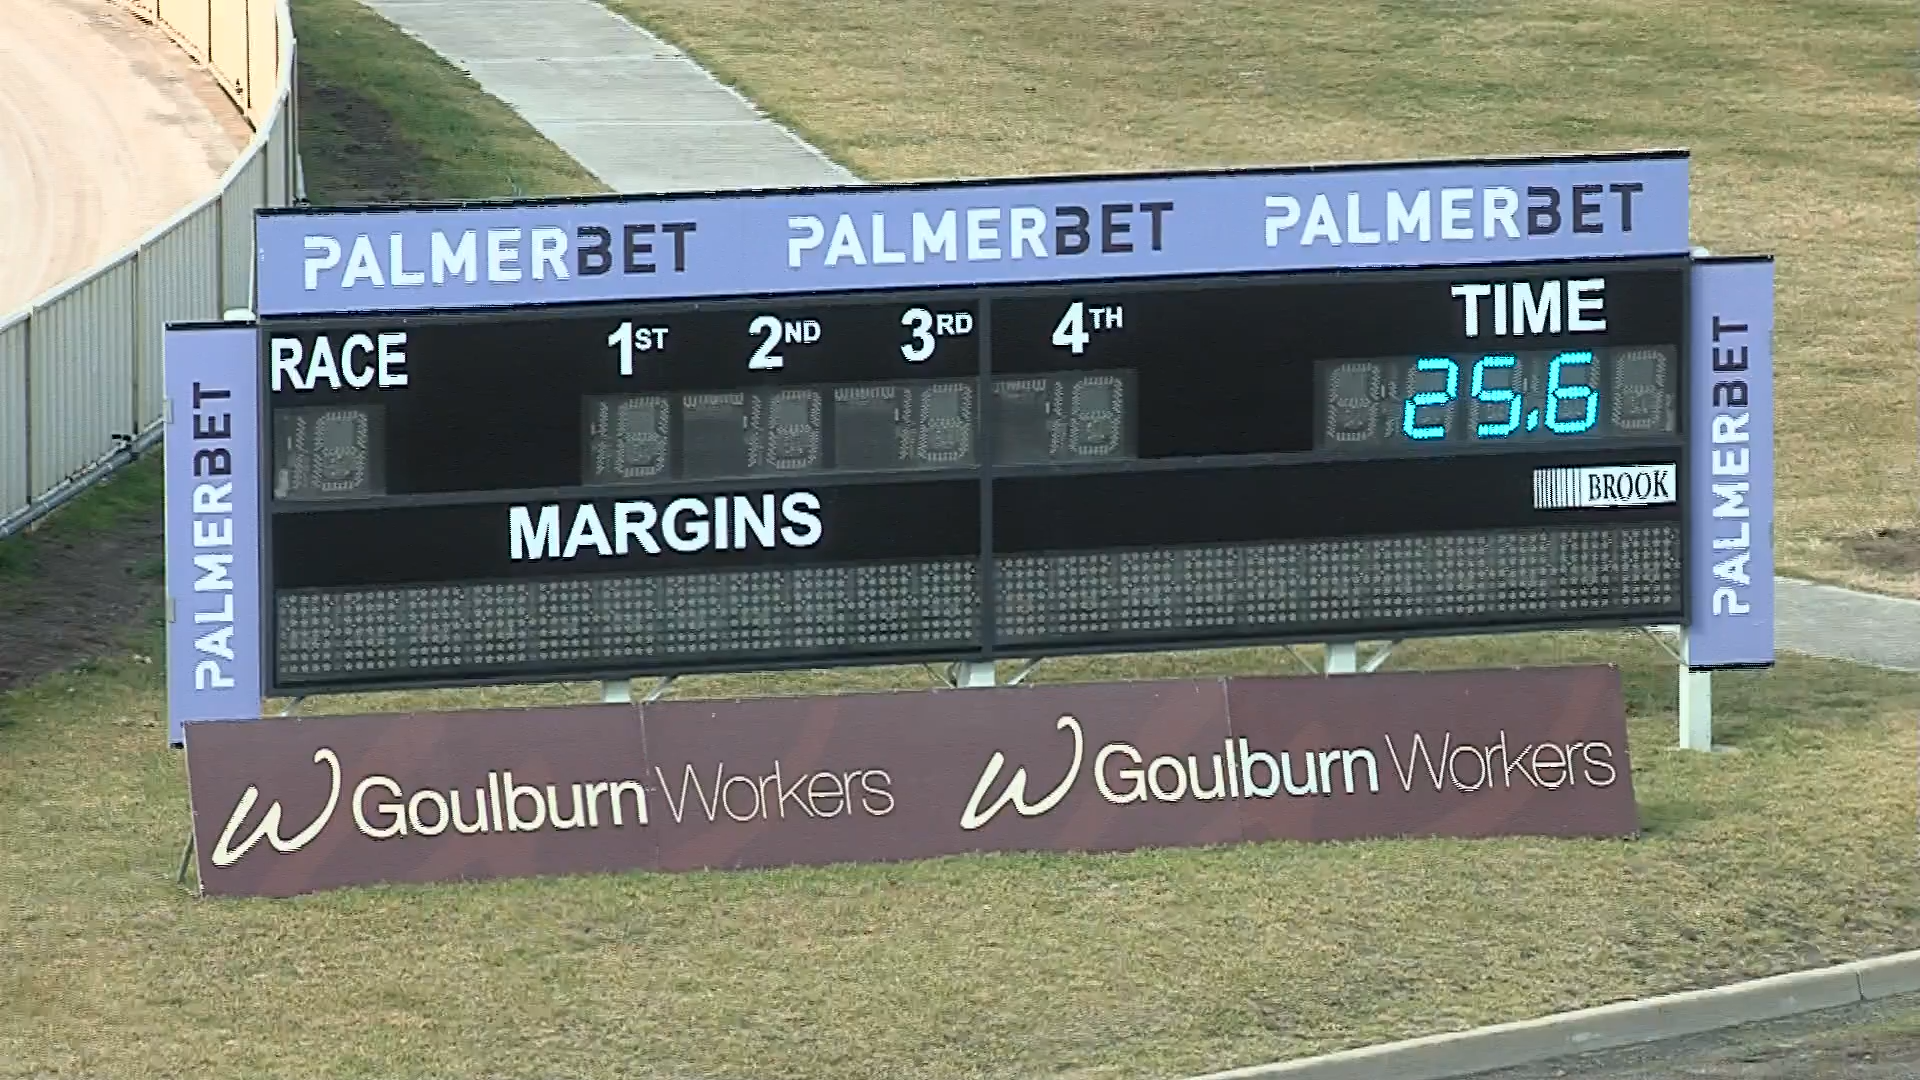 PALMERBET PALMERBET PALMERBET
RACE 1ST 2ND 3RD 4TH TIME
25.6
MARGINS
BROOK
PALMERBET
PALMERBET
Goulburn Workers
Goulburn Workers